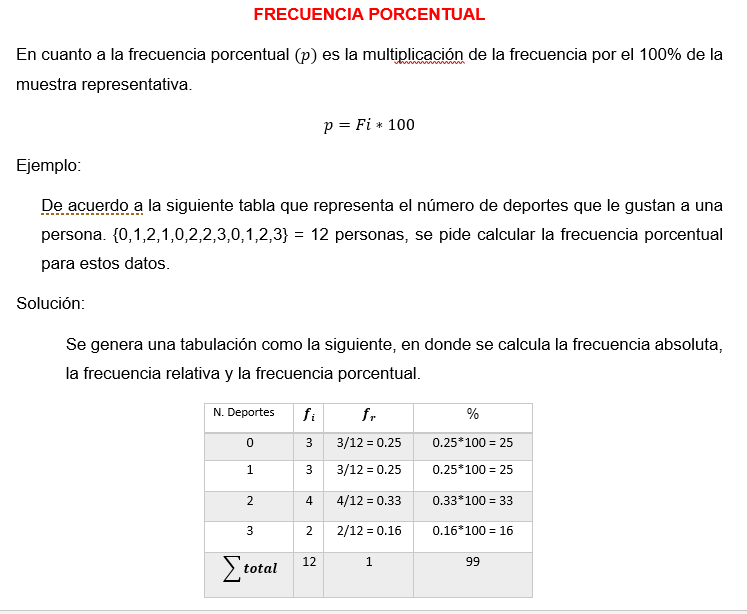 FRECUENCIA PORCENTUAL
En cuanto a la frecuencia porcentual (p) es la multiplicación de la frecuencia por el 100% de la
muestra representativa.
p = Fi * 100
Ejemplo:
De acuerdo a la siguiente tabla que representa el número de deportes que le gustan a una
persona. {0,1,2,1,0,2,2,3,0,1,2,3} = 12 personas, se pide calcular la frecuencia porcentual
para estos datos.
Solución:
Se genera una tabulación como la siguiente, en donde se calcula la frecuencia absoluta,
la frecuencia relativa y la frecuencia porcentual.
N. Deportes fᵢ fᵣ %
0 3 3/12 = 0.25 0.25*100 = 25
1 3 3/12 = 0.25 0.25*100 = 25
2 4 4/12 = 0.33 0.33*100 = 33
3 2 2/12 = 0.16 0.16*100 = 16
∑ total 12 1 99